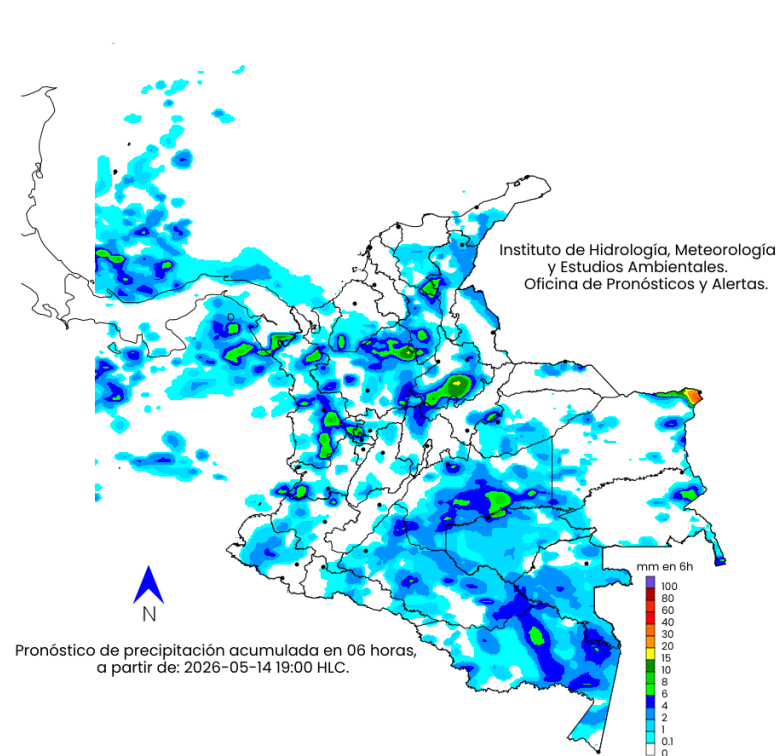 Instituto de Hidrología, Meteorología
y Estudios Ambientales.
Oficina de Pronósticos y Alertas.
mm en 6h
100
80
60
40
30
20
15
10
8
6
4
2
1
0.1
0
N
Pronóstico de precipitación acumulada en 06 horas,
a partir de: 2026-05-14 19:00 HLC.